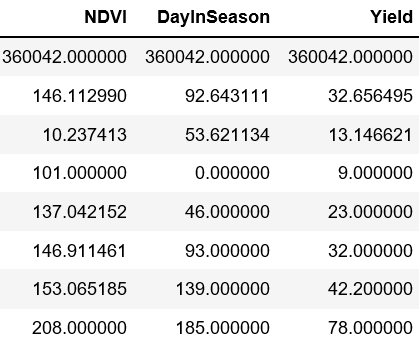 NDVI DayInSeason Yield
360042.000000 360042.000000 360042.000000
146.112990 92.643111 32.656495
10.237413 53.621134 13.146621
101.000000 0.000000 9.000000
137.042152 46.000000 23.000000
146.911461 93.000000 32.000000
153.065185 139.000000 42.200000
208.000000 185.000000 78.000000